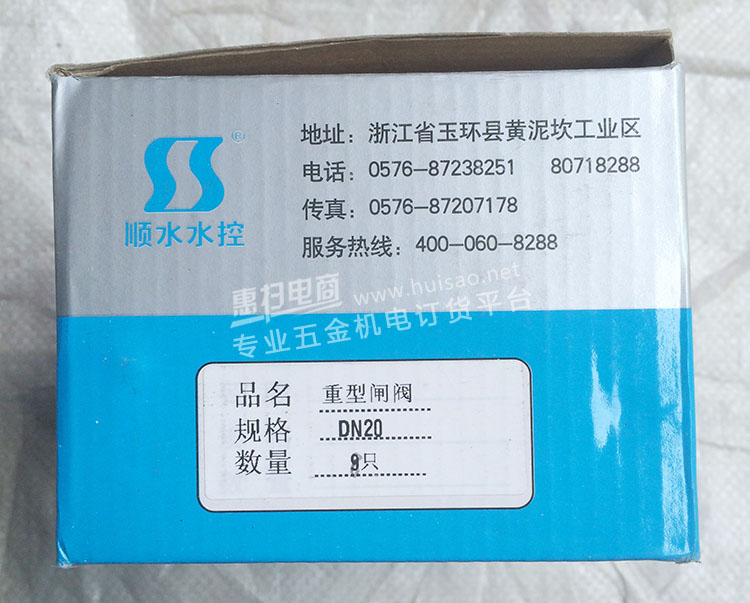 ®
顺水水控
地址：浙江省玉环县黄泥坎工业区
电话：0576-87238251 80718288
传真：0576-87207178
服务热线：400-060-8288
惠扫电商 www.huisao.net
专业五金机电订货平台
品名 重型闸阀
规格 DN20
数量 只